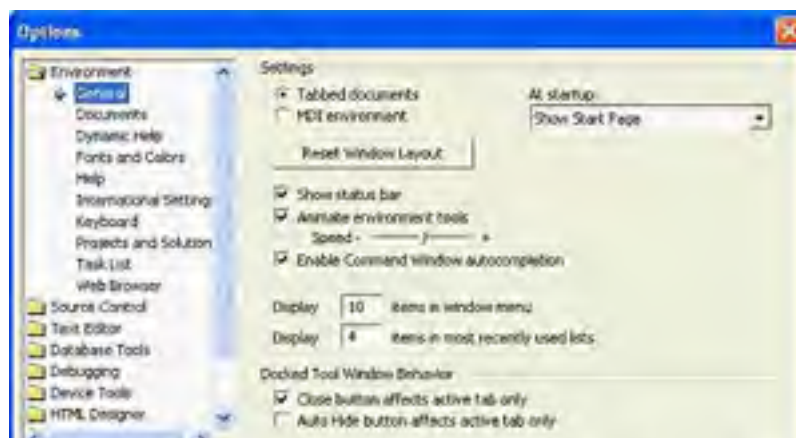 Options
Environment
General
Documents
Dynamic Help
Fonts and Colors
Help
International Setting
Keyboard
Projects and Solution
Task List
Web Browser
Source Control
Text Editor
Database Tools
Debugging
Device Tools
HTML Designer
Settings
Tabbed documents
MDI environment
At startup:
Show Start Page
Reset Window Layout
Show status bar
Animate environment tools
Speed - +
Enable Command Window autocompletion
Display 10 items in window menu
Display 4 items in most recently used lists
Docked Tool Window Behavior
Close button affects active tab only
Auto Hide button affects active tab only